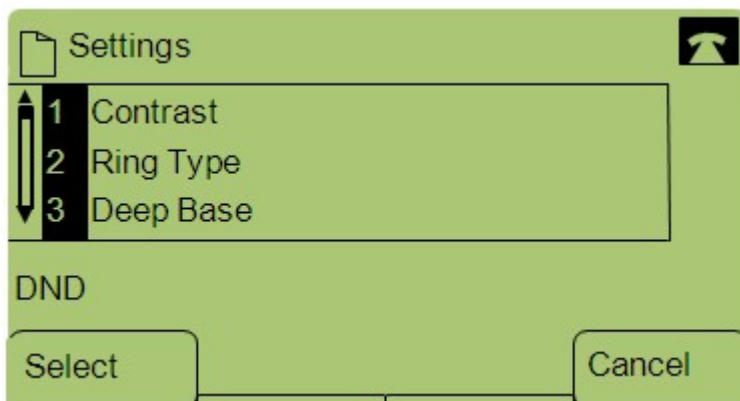 Settings
1 Contrast
2 Ring Type
3 Deep Base
DND
Select Cancel